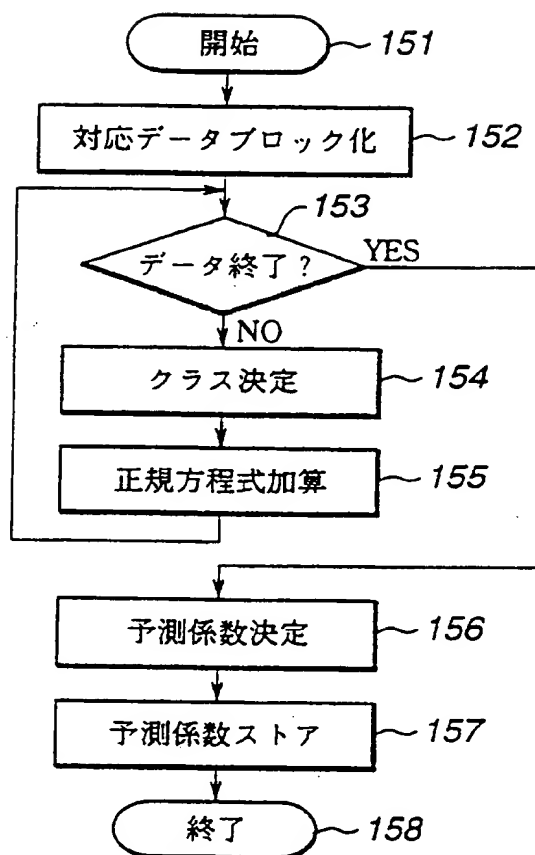 開始 151
対応データブロック化 152
153
データ終了? YES
NO
クラス決定 154
正規方程式加算 155
予測係数決定 156
予測係数ストア 157
終了 158